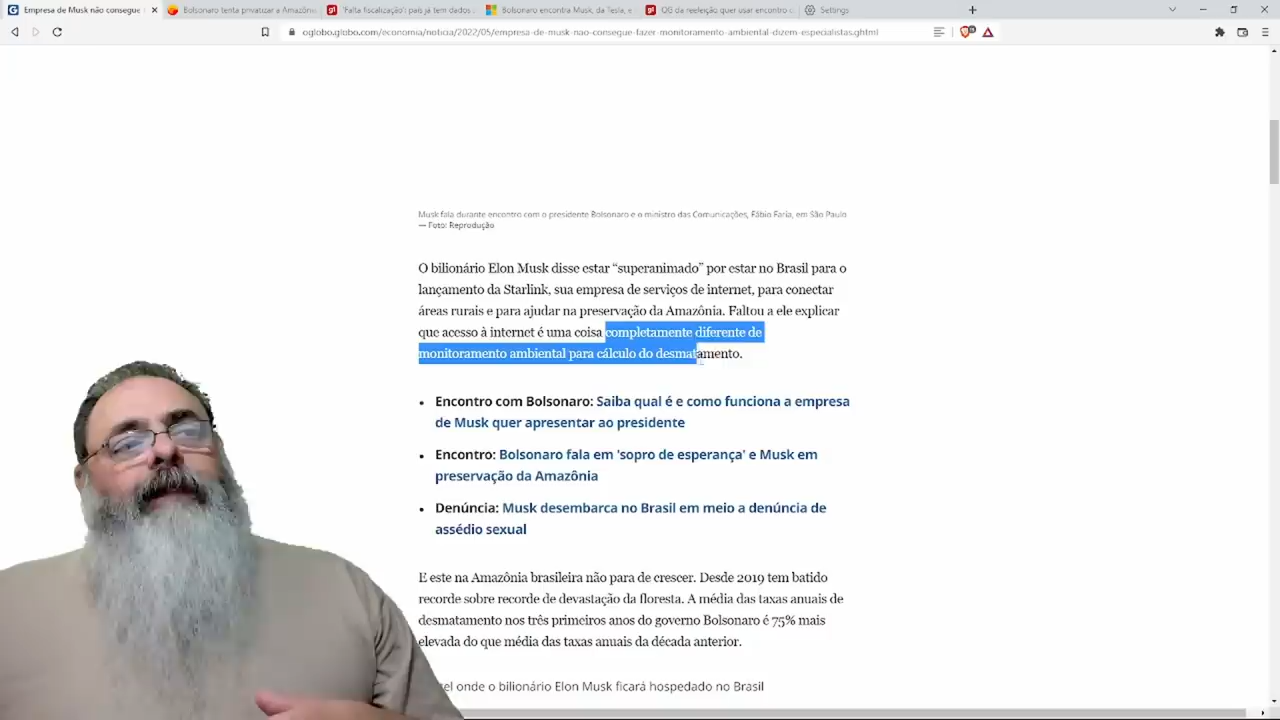 Empresa de Musk não consegue
Bolsonaro tenta privatizar a Amazôni
'Falta fiscalização': país já tem dados
Bolsonaro encontra Musk, da Tesla, e
QG da reeleição quer usar encontro
Settings
oglobo.globo.com/economia/noticia/2022/05/empresa-de-musk-nao-consegue-fazer-monitoramento-ambiental-dizem-especialistas.ghtml
Musk fala durante encontro com o presidente Bolsonaro e o ministro das Comunicações, Fábio Faria, em São Paulo
— Foto: Reprodução
O bilionário Elon Musk disse estar “superanimado” por estar no Brasil para o
lançamento da Starlink, sua empresa de serviços de internet, para conectar
áreas rurais e para ajudar na preservação da Amazônia. Faltou a ele explicar
que acesso à internet é uma coisa completamente diferente de
monitoramento ambiental para cálculo do desmatamento.
• Encontro com Bolsonaro: Saiba qual é e como funciona a empresa
de Musk quer apresentar ao presidente
• Encontro: Bolsonaro fala em 'sopro de esperança' e Musk em
preservação da Amazônia
• Denúncia: Musk desembarca no Brasil em meio a denúncia de
assédio sexual
E este na Amazônia brasileira não para de crescer. Desde 2019 tem batido
recorde sobre recorde de devastação da floresta. A média das taxas anuais de
desmatamento nos três primeiros anos do governo Bolsonaro é 75% mais
elevada do que média das taxas anuais da década anterior.
el onde o bilionário Elon Musk ficará hospedado no Brasil